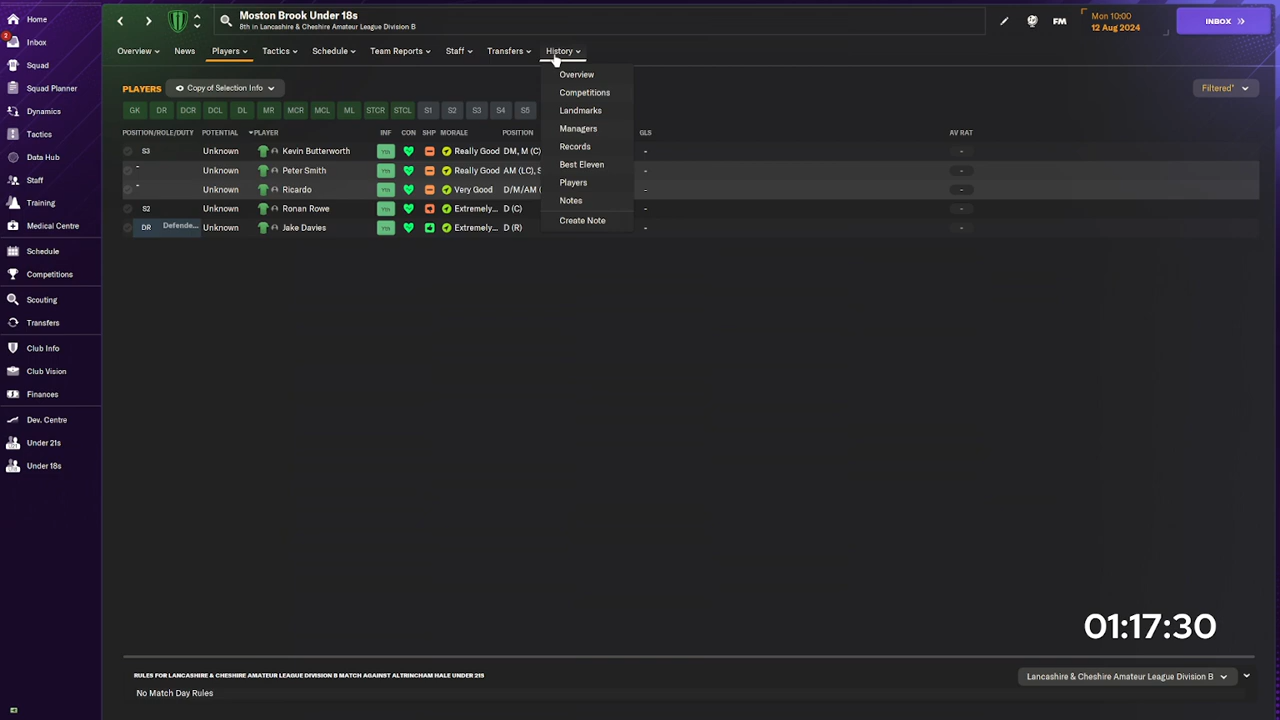 Home
2
Inbox
Squad
Squad Planner
Dynamics
Tactics
Data Hub
Staff
Training
Medical Centre
Schedule
Competitions
Scouting
Transfers
Club Info
Club Vision
Finances
Dev. Centre
Under 21s
Under 18s
Moston Brook Under 18s
8th in Lancashire & Cheshire Amateur League Division B
FM
Mon 10:00
12 Aug 2024
INBOX
Overview
News
Players
Tactics
Schedule
Team Reports
Staff
Transfers
History
Overview
Competitions
Landmarks
Managers
Records
Best Eleven
Players
Notes
Create Note
PLAYERS
Copy of Selection Info
Filtered*
GK DR DCR DCL DL MR MCR MCL ML STCR STCL S1 S2 S3 S4 S5
POSITION/ROLE/DUTY POTENTIAL PLAYER INF CON SHP MORALE POSITION GLS AV RAT
S3 Unknown Kevin Butterworth Yth Really Good DM, M (C) - -
- Unknown Peter Smith Really Good AM (LC), S - -
- Unknown Ricardo Very Good D/M/AM ( - -
S2 Unknown Ronan Rowe Yth Extremely... D (C) - -
DR Defende... Unknown Jake Davies Yth Extremely... D (R) - -
01:17:30
RULES FOR LANCASHIRE & CHESHIRE AMATEUR LEAGUE DIVISION B MATCH AGAINST ALTRINCHAM HALE UNDER 21S
Lancashire & Cheshire Amateur League Division B
No Match Day Rules